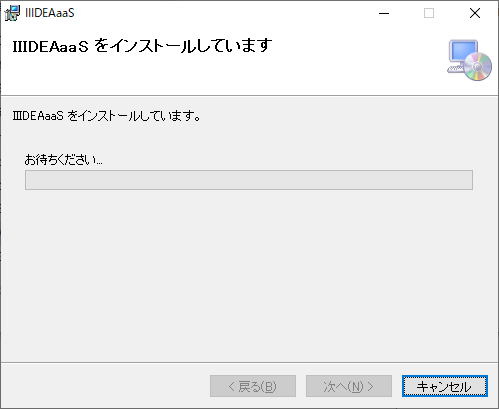 IIIDEAaaS
IIIDEAaaS をインストールしています
IIIDEAaaS をインストールしています。
お待ちください...
< 戻る(B)
次へ(N) >
キャンセル